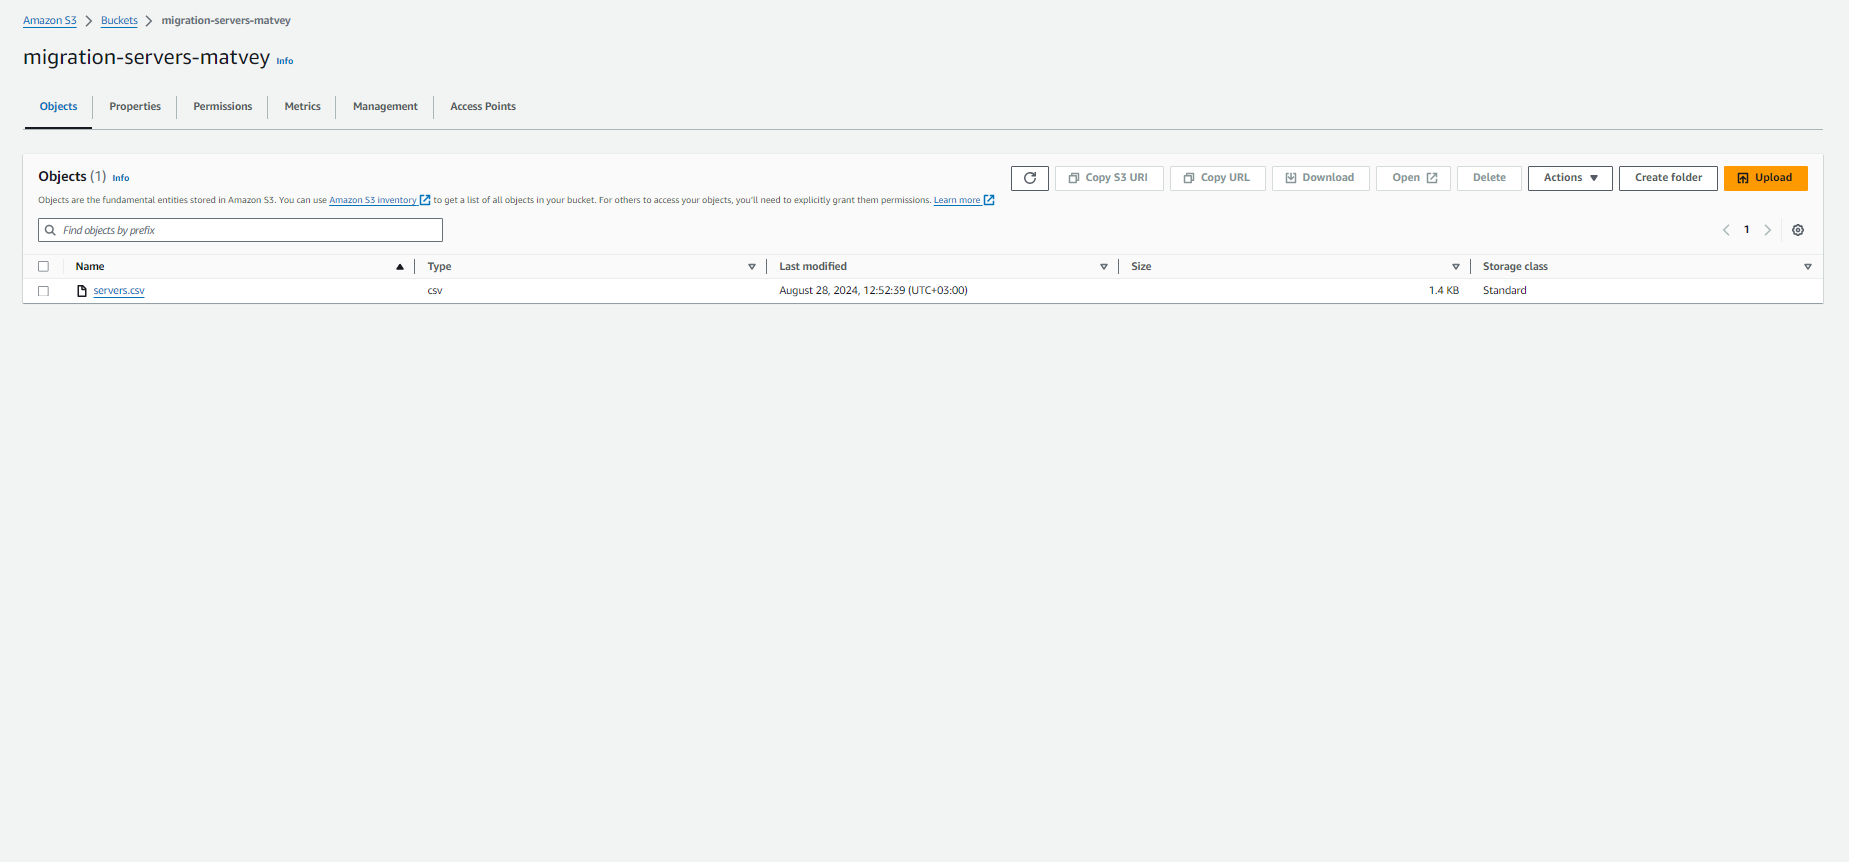 Amazon S3 > Buckets > migration-servers-matvey
migration-servers-matvey Info
Objects Properties Permissions Metrics Management Access Points
Objects (1) Info
Copy S3 URI Copy URL Download Open Delete Actions Create folder Upload
Objects are the fundamental entities stored in Amazon S3. You can use Amazon S3 inventory to get a list of all objects in your bucket. For others to access your objects, you'll need to explicitly grant them permissions. Learn more
Find objects by prefix
1
Name Type Last modified Size Storage class
servers.csv csv August 28, 2024, 12:52:39 (UTC+03:00) 1.4 KB Standard